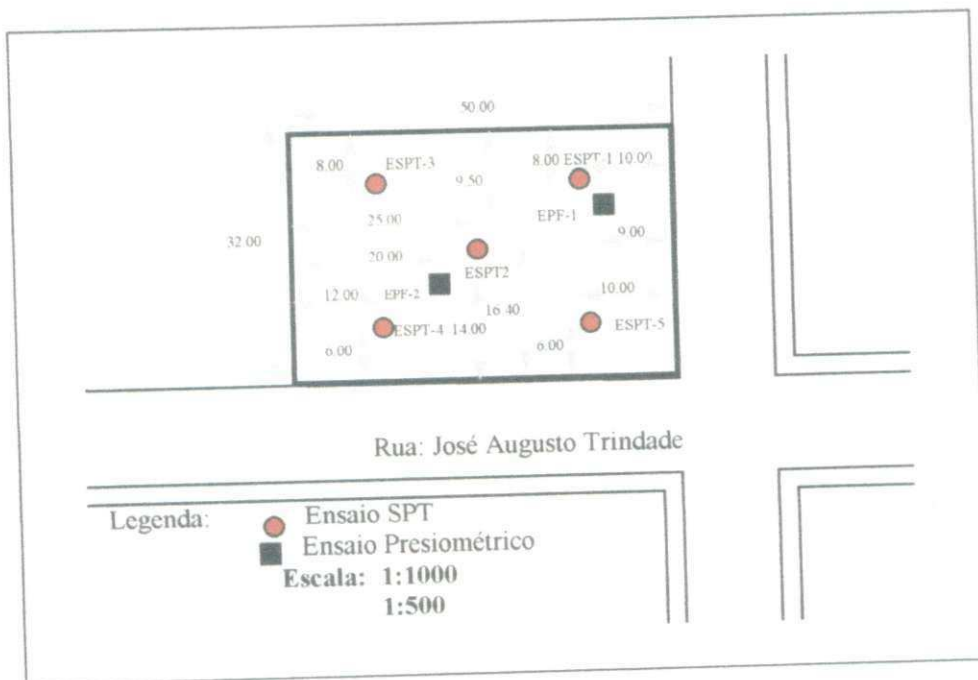 50.00
8.00 ESPT-3 8.00 ESPT-1 10.00
9.50
EPF-1
25.00 9.00
32.00
20.00
ESPT2
12.00 EPF-2 10.00
16.40
ESPT-4 14.00 ESPT-5
6.00 6.00
Rua: José Augusto Trindade
Legenda: Ensaio SPT
Ensaio Presiométrico
Escala: 1:1000
1:500